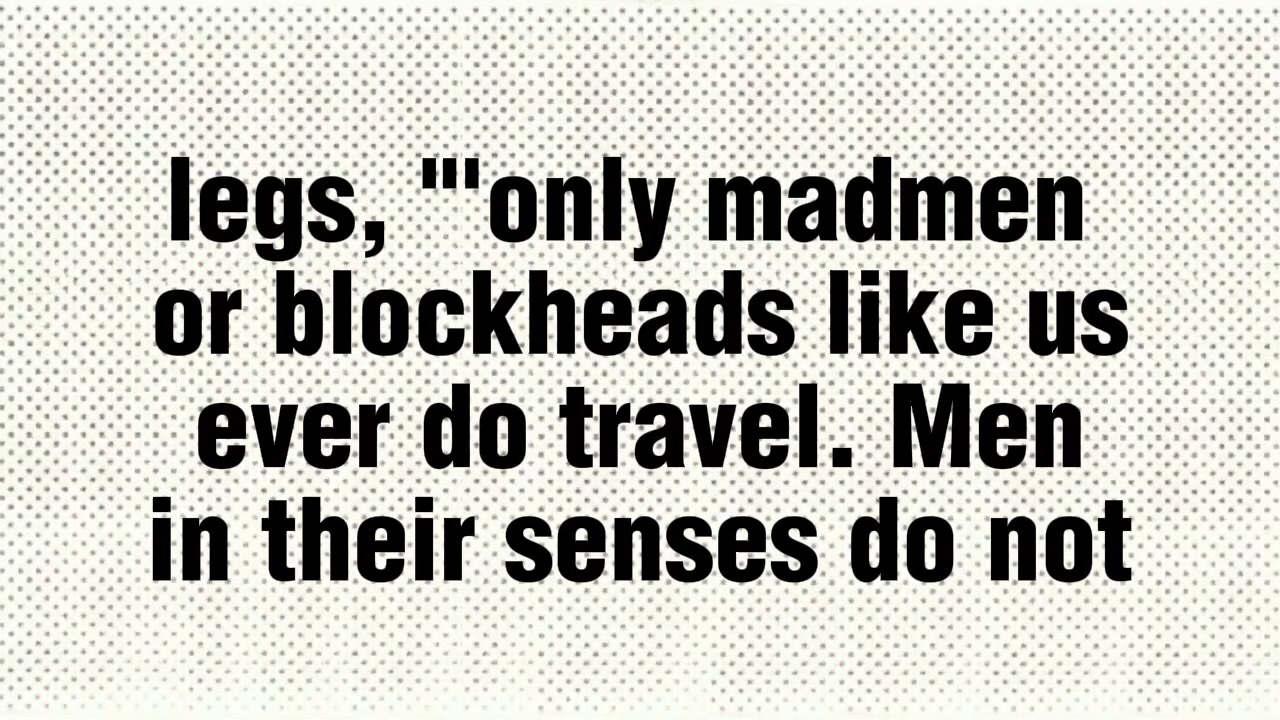 legs, "'only madmen
or blockheads like us
ever do travel. Men
in their senses do not